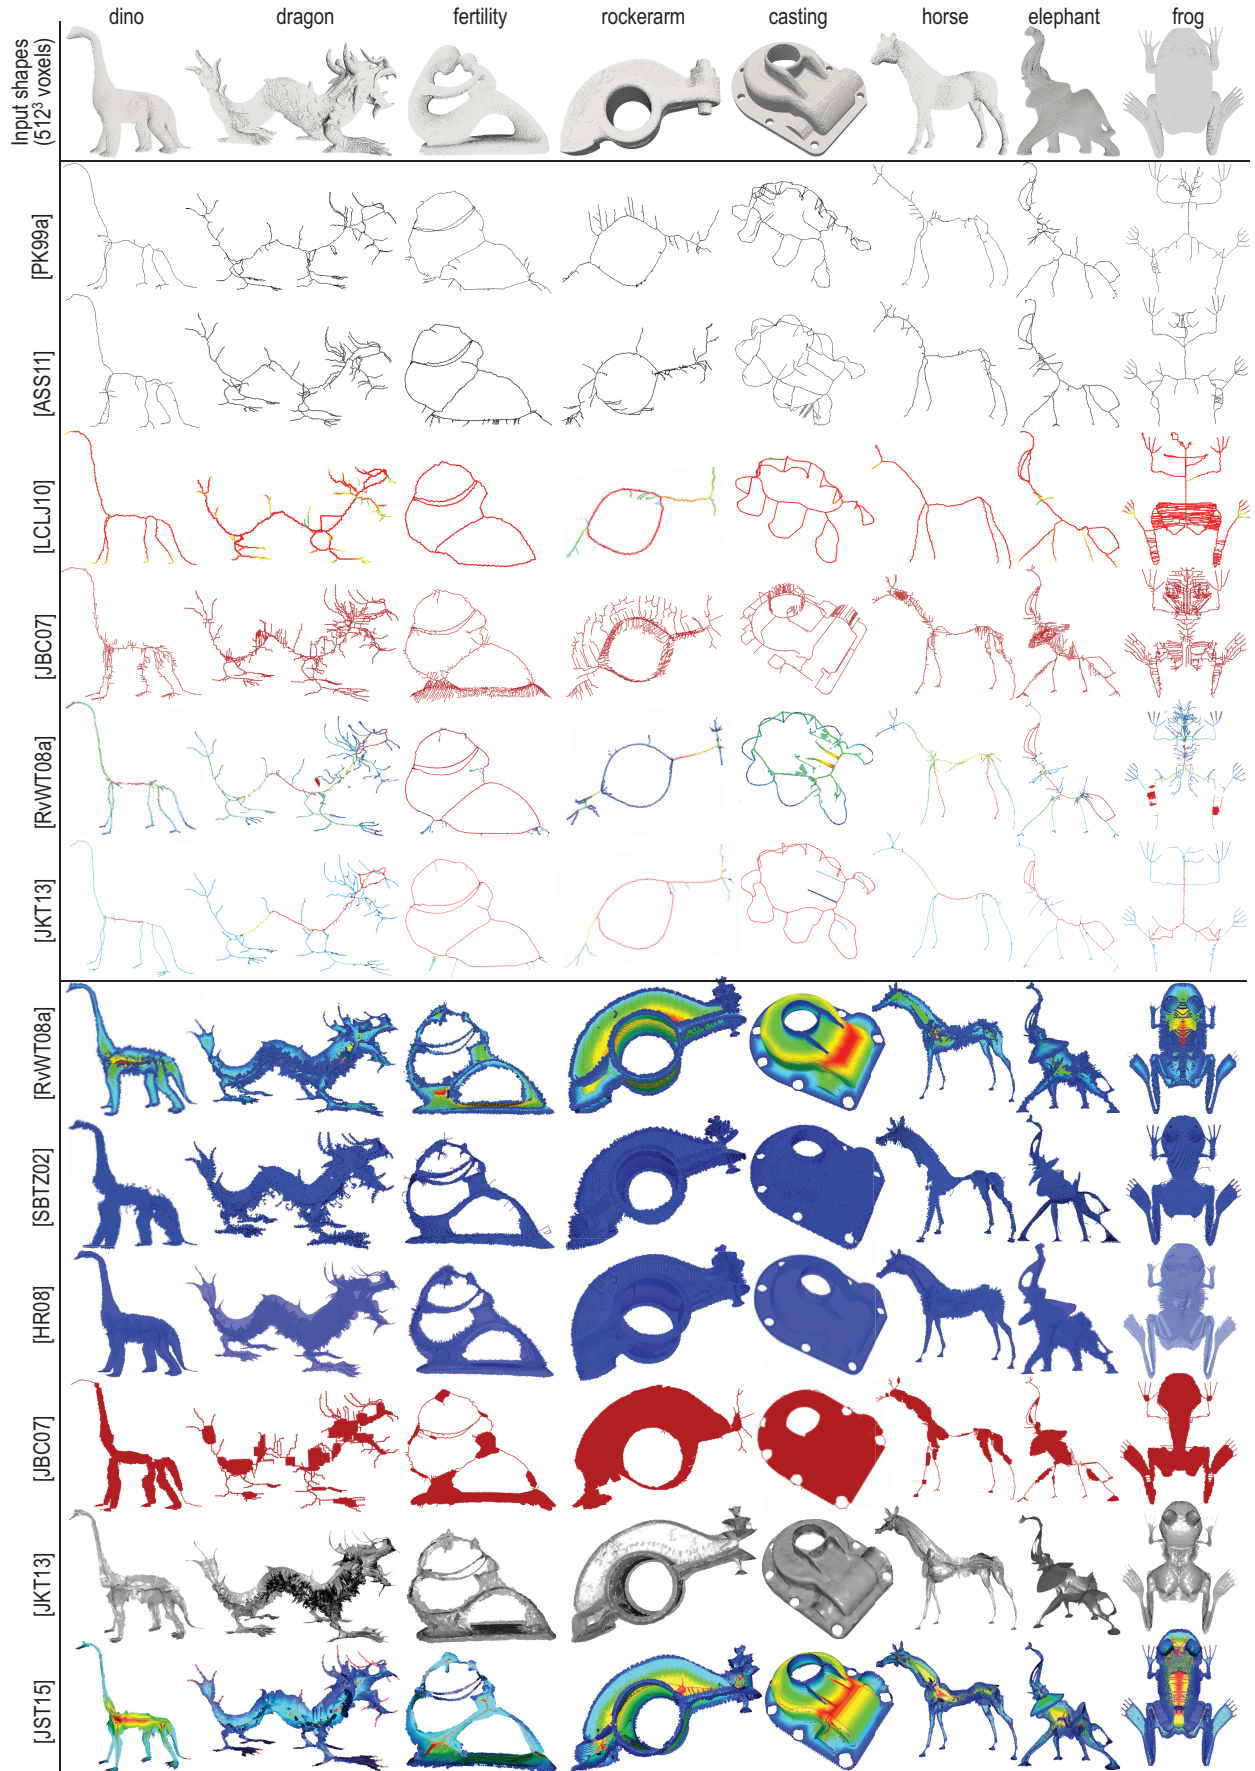 dino dragon fertility rockerarm casting horse elephant frog
Input shapes
(512³ voxels)
[PK99a]
[ASS11]
[LCLJ10]
[JBC07]
[RvWT08a]
[JKT13]
[RvWT08a]
[SBTZ02]
[HR08]
[JBC07]
[JKT13]
[JST15]